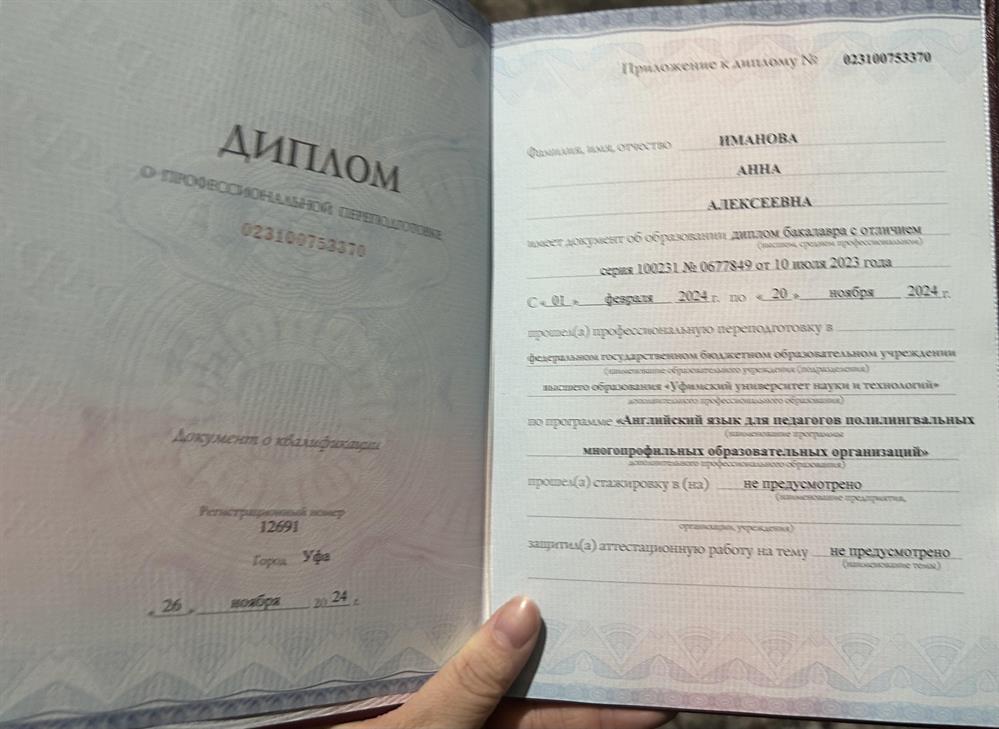 ДИПЛОМ
О ПРОФЕССИОНАЛЬНОЙ ПЕРЕПОДГОТОВКЕ
023100753370
Документ о квалификации
Регистрационный номер
12691
Город Уфа
« 26 » ноября 20 24 г.
Приложение к диплому № 023100753370
Фамилия, имя, отчество ИМАНОВА
АННА
АЛЕКСЕЕВНА
имеет документ об образовании диплом бакалавра с отличием
(высшем, среднем профессиональном)
серия 100231 № 0677849 от 10 июля 2023 года
С « 01 » февраля 2024 г. по « 20 » ноября 2024 г.
прошел(а) профессиональную переподготовку в
федеральном государственном бюджетном образовательном учреждении
(наименование образовательного учреждения (подразделения)
высшего образования «Уфимский университет науки и технологий»
дополнительного профессионального образования)
по программе «Английский язык для педагогов полилингвальных
(наименование программы
многопрофильных образовательных организаций»
дополнительного профессионального образования)
прошел(а) стажировку в (на) не предусмотрено
(наименование предприятия,
организации, учреждения)
защитил(а) аттестационную работу на тему не предусмотрено
(наименование темы)